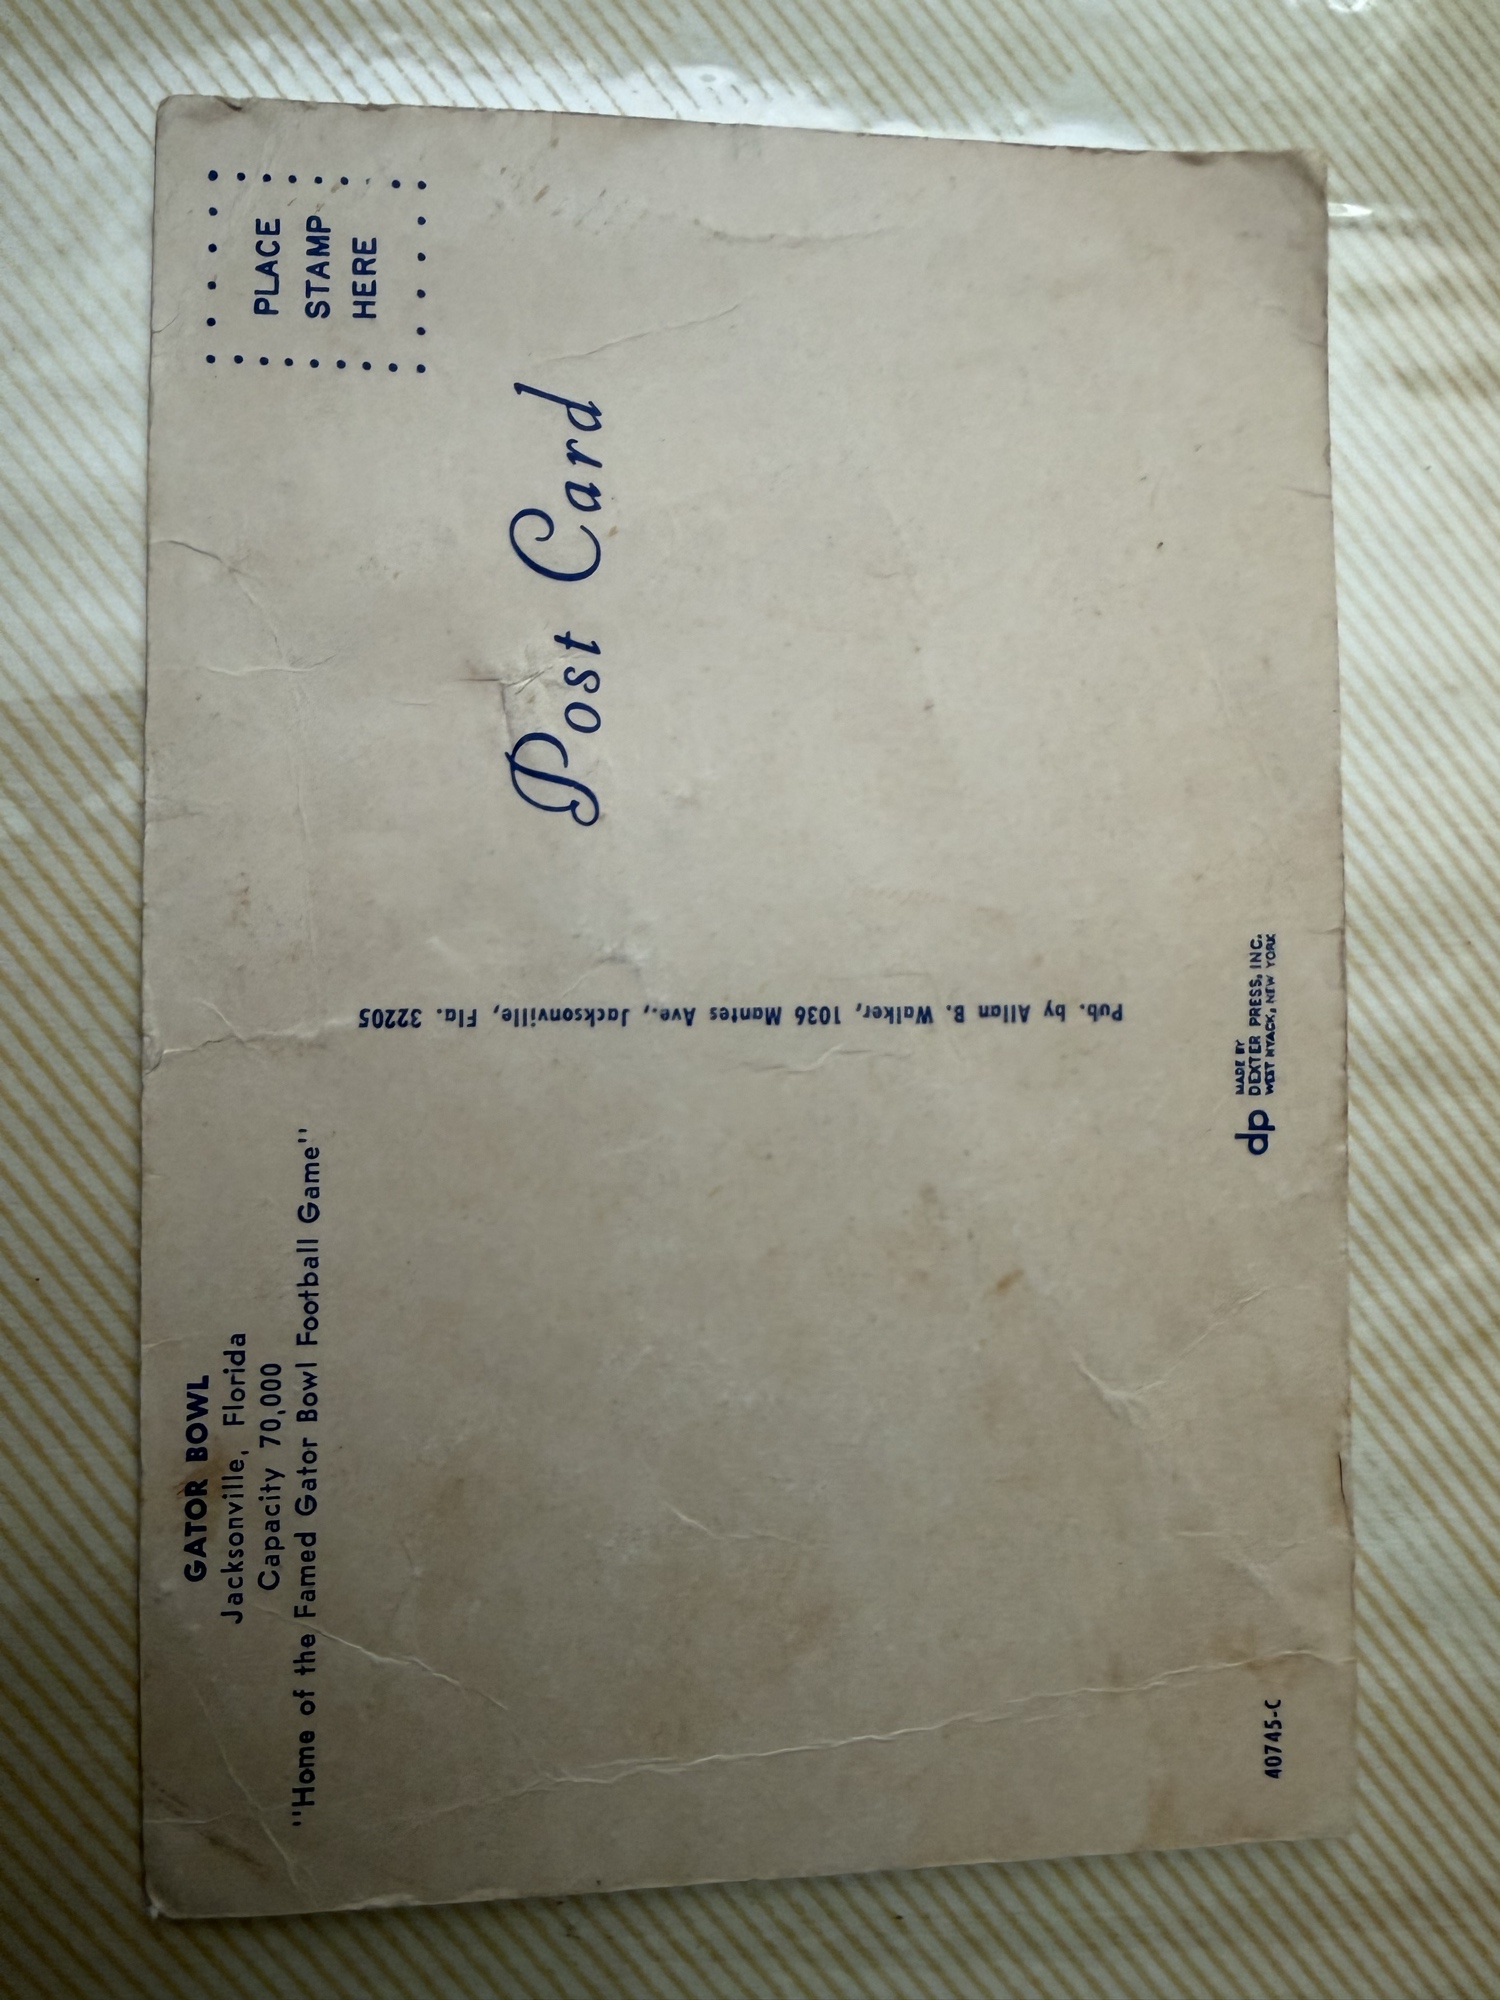 GATOR BOWL
Jacksonville, Florida
Capacity 70,000
"Home of the Famed Gator Bowl Football Game"
PLACE
STAMP
HERE
Post Card
Pub. by Allan B. Walker, 1036 Mantes Ave., Jacksonville, Fla. 32205
40745-C
dp
MADE BY
DEXTER PRESS, INC.
WEST NYACK, NEW YORK